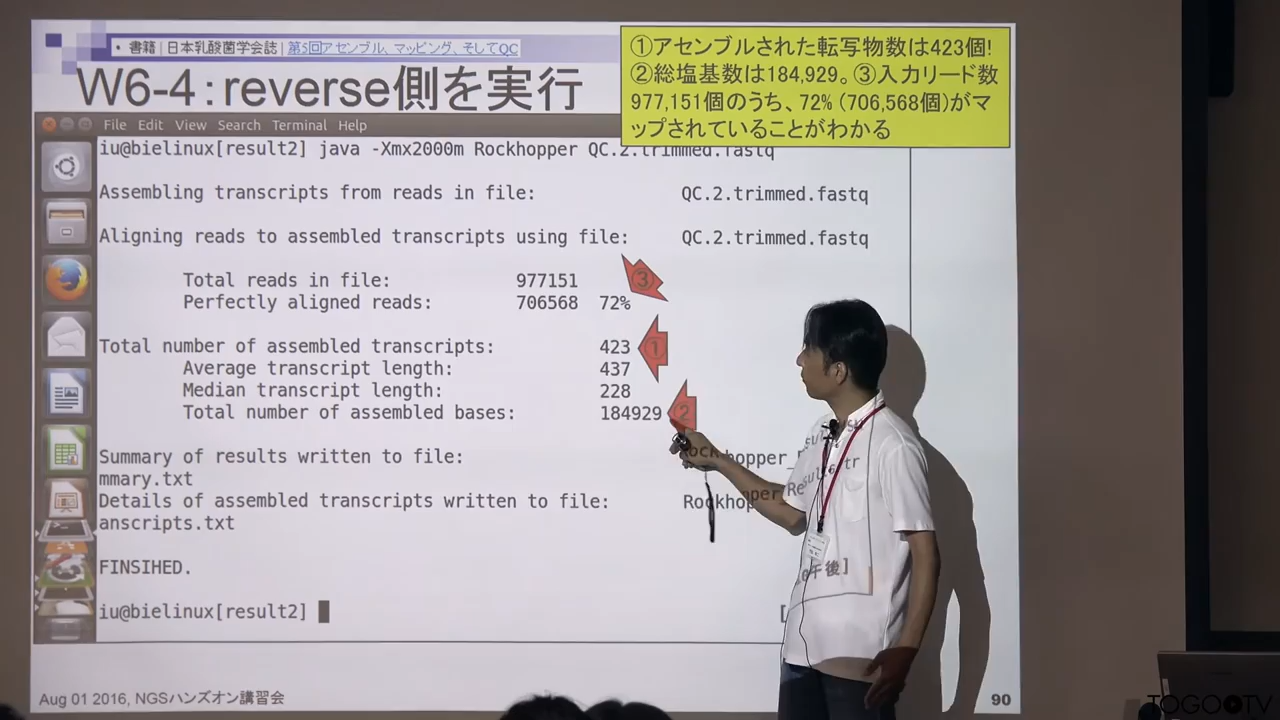 • 書籍 | 日本乳酸菌学会誌 | 第5回アセンブル、マッピング、そしてQC
W6-4：reverse側を実行
①アセンブルされた転写物数は423個!
②総塩基数は184,929。③入力リード数
977,151個のうち、72% (706,568個)がマ
ップされていることがわかる
File Edit View Search Terminal Help
iu@bielinux[result2] java -Xmx2000m Rockhopper QC.2.trimmed.fastq
Assembling transcripts from reads in file: QC.2.trimmed.fastq
Aligning reads to assembled transcripts using file: QC.2.trimmed.fastq
Total reads in file: 977151
③
Perfectly aligned reads: 706568 72%
Total number of assembled transcripts: 423
①
Average transcript length: 437
Median transcript length: 228
Total number of assembled bases: 184929
②
Summary of results written to file:
mmary.txt
Details of assembled transcripts written to file:
anscripts.txt
FINSIHED.
iu@bielinux[result2]
午後]
Aug 01 2016, NGSハンズオン講習会
90
TOGOTV